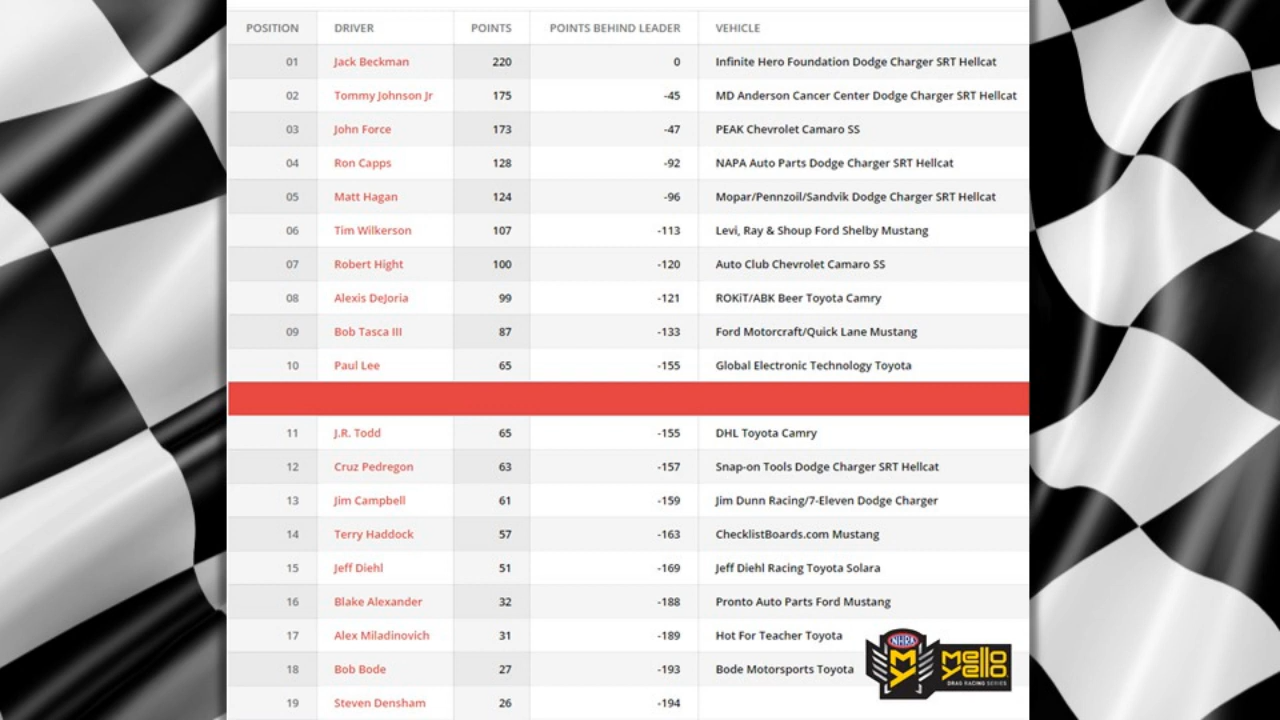 POSITION DRIVER POINTS POINTS BEHIND LEADER VEHICLE
01 Jack Beckman 220 0 Infinite Hero Foundation Dodge Charger SRT Hellcat
02 Tommy Johnson Jr 175 -45 MD Anderson Cancer Center Dodge Charger SRT Hellcat
03 John Force 173 -47 PEAK Chevrolet Camaro SS
04 Ron Capps 128 -92 NAPA Auto Parts Dodge Charger SRT Hellcat
05 Matt Hagan 124 -96 Mopar/Pennzoil/Sandvik Dodge Charger SRT Hellcat
06 Tim Wilkerson 107 -113 Levi, Ray & Shoup Ford Shelby Mustang
07 Robert Hight 100 -120 Auto Club Chevrolet Camaro SS
08 Alexis DeJoria 99 -121 ROKiT/ABK Beer Toyota Camry
09 Bob Tasca III 87 -133 Ford Motorcraft/Quick Lane Mustang
10 Paul Lee 65 -155 Global Electronic Technology Toyota
11 J.R. Todd 65 -155 DHL Toyota Camry
12 Cruz Pedregon 63 -157 Snap-on Tools Dodge Charger SRT Hellcat
13 Jim Campbell 61 -159 Jim Dunn Racing/7-Eleven Dodge Charger
14 Terry Haddock 57 -163 ChecklistBoards.com Mustang
15 Jeff Diehl 51 -169 Jeff Diehl Racing Toyota Solara
16 Blake Alexander 32 -188 Pronto Auto Parts Ford Mustang
17 Alex Miladinovich 31 -189 Hot For Teacher Toyota
18 Bob Bode 27 -193 Bode Motorsports Toyota
19 Steven Densham 26 -194
NHRA
MY
mello
yello
DRAG RACING SERIES